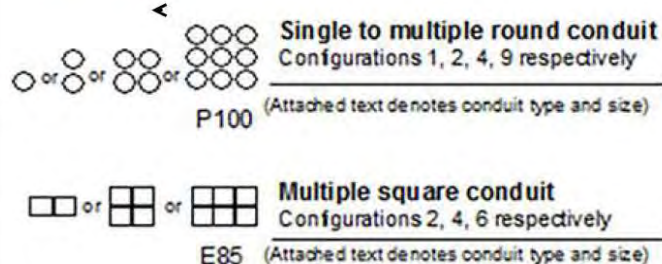 Single to multiple round conduit
or or or Configurations 1, 2, 4, 9 respectively
P100 (Attached text denotes conduit type and size)
Multiple square conduit
or or Configurations 2, 4, 6 respectively
E85 (Attached text denotes conduit type and size)